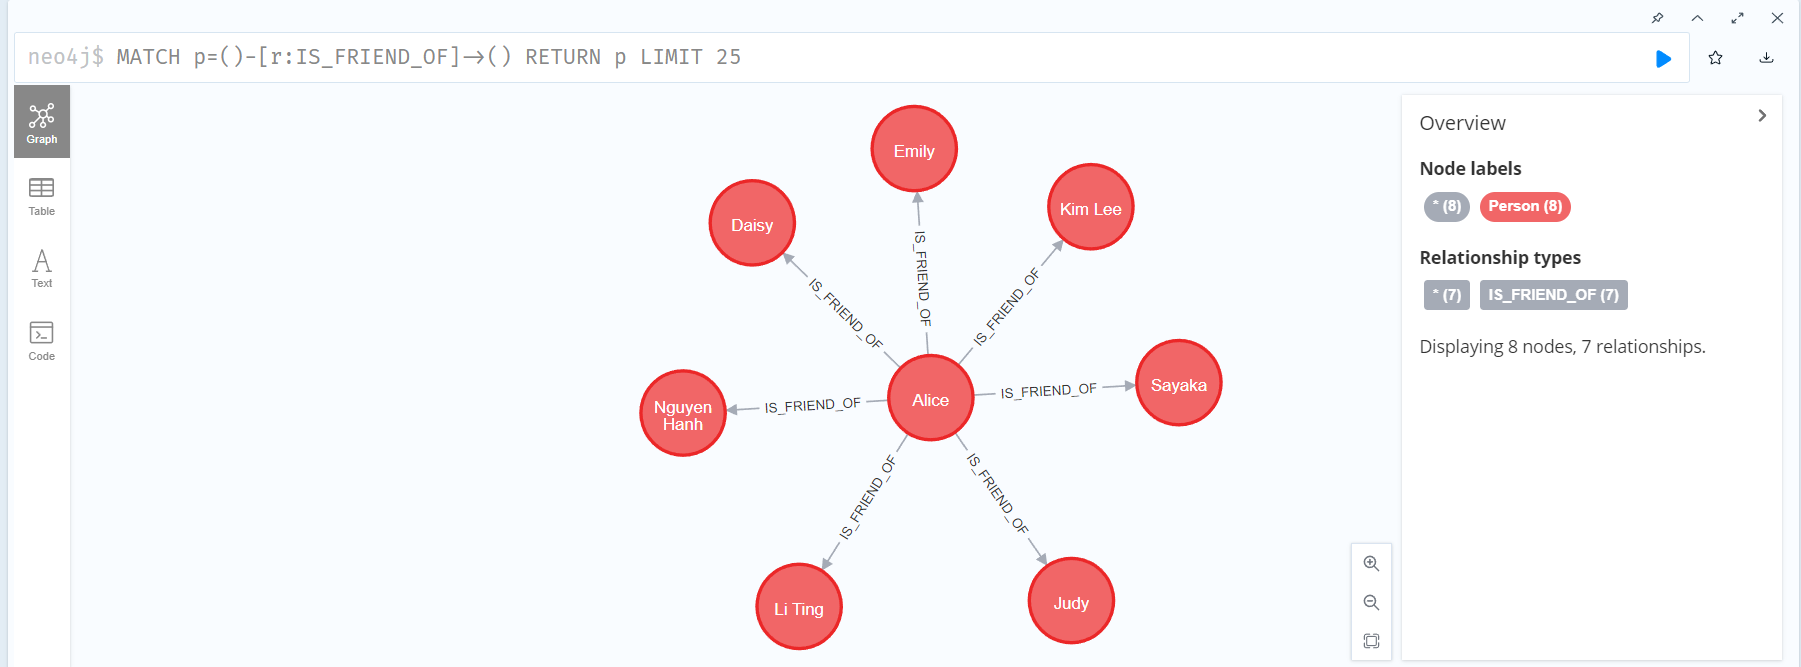 neo4j$ MATCH p=()-[r:IS_FRIEND_OF]->() RETURN p LIMIT 25
Graph
Table
Text
Code
Emily
Daisy
Kim Lee
IS_FRIEND_OF
IS_FRIEND_OF
IS_FRIEND_OF
Sayaka
IS_FRIEND_OF
Alice
Nguyen
Hanh
IS_FRIEND_OF
IS_FRIEND_OF
IS_FRIEND_OF
Li Ting
Judy
Overview
Node labels
* (8) Person (8)
Relationship types
* (7) IS_FRIEND_OF (7)
Displaying 8 nodes, 7 relationships.